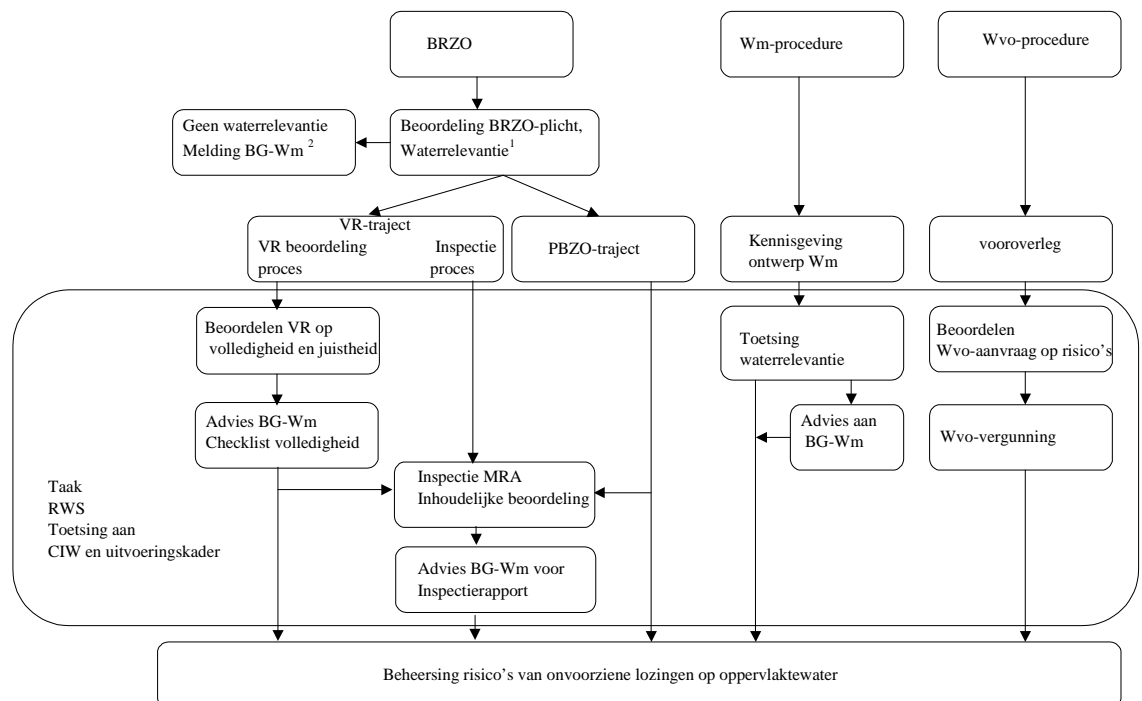 BRZO
Wm-procedure
Wvo-procedure
Geen waterrelevantie
Melding BG-Wm 2
Beoordeling BRZO-plicht,
Waterrelevantie1
VR-traject
VR beoordeling
proces
Inspectie
proces
PBZO-traject
Kennisgeving
ontwerp Wm
vooroverleg
Beoordelen VR op
volledigheid en juistheid
Toetsing
waterrelevantie
Beoordelen
Wvo-aanvraag op risico's
Advies BG-Wm
Checklist volledigheid
Advies aan
BG-Wm
Wvo-vergunning
Inspectie MRA
Inhoudelijke beoordeling
Taak
RWS
Toetsing aan
CIW en uitvoeringskader
Advies BG-Wm voor
Inspectierapport
Beheersing risico's van onvoorziene lozingen op oppervlaktewater